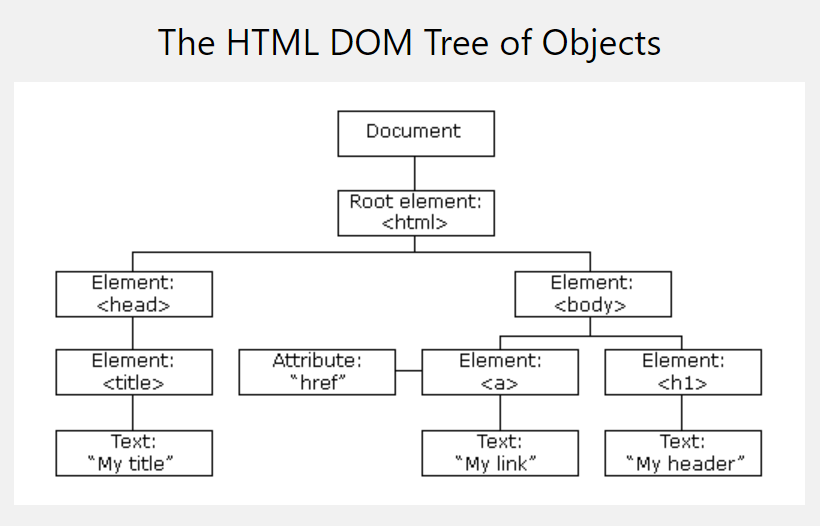 The HTML DOM Tree of Objects
Document
Root element:
<html>
Element:
<head>
Element:
<body>
Element:
<title>
Attribute:
“href”
Element:
<a>
Element:
<h1>
Text:
“My title”
Text:
“My link”
Text:
“My header”